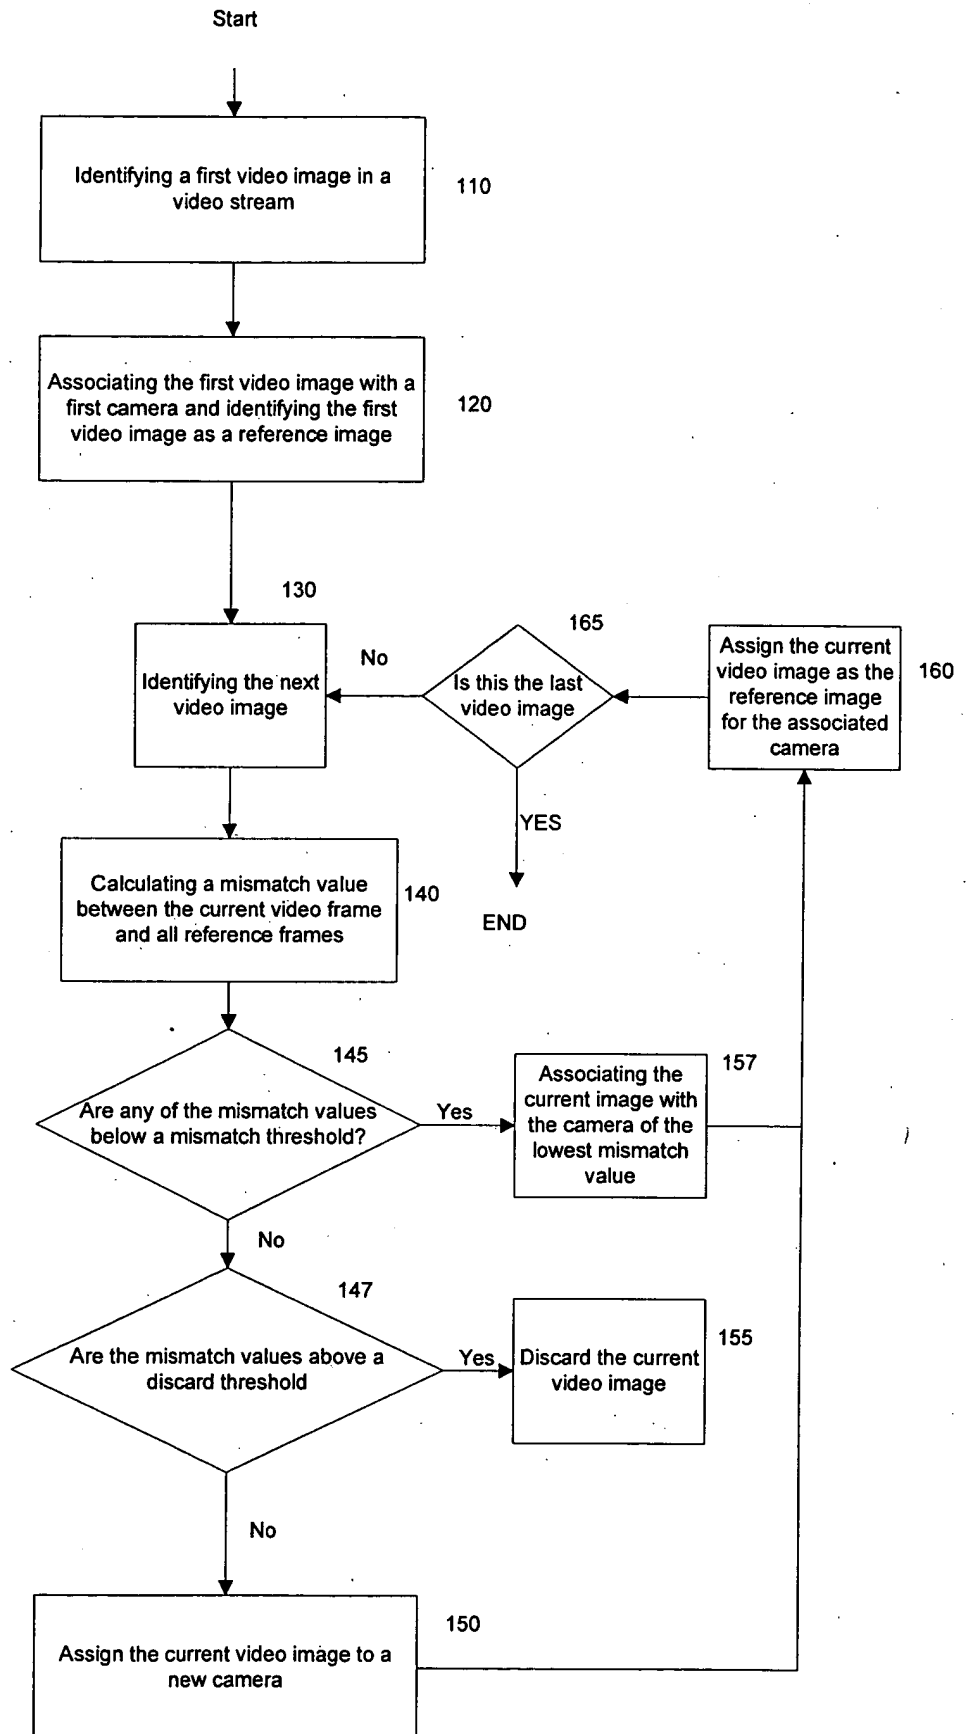 Start
Identifying a first video image in a
video stream
110
Associating the first video image with a
first camera and identifying the first
video image as a reference image
120
130
Identifying the next
video image
No
165
Is this the last
video image
YES
END
Assign the current
video image as the
reference image
for the associated
camera
160
Calculating a mismatch value
between the current video frame
and all reference frames
140
145
Are any of the mismatch values
below a mismatch threshold?
Yes
Associating the
current image with
the camera of the
lowest mismatch
value
157
No
147
Are the mismatch values above a
discard threshold
Yes
Discard the current
video image
155
No
Assign the current video image to a
new camera
150